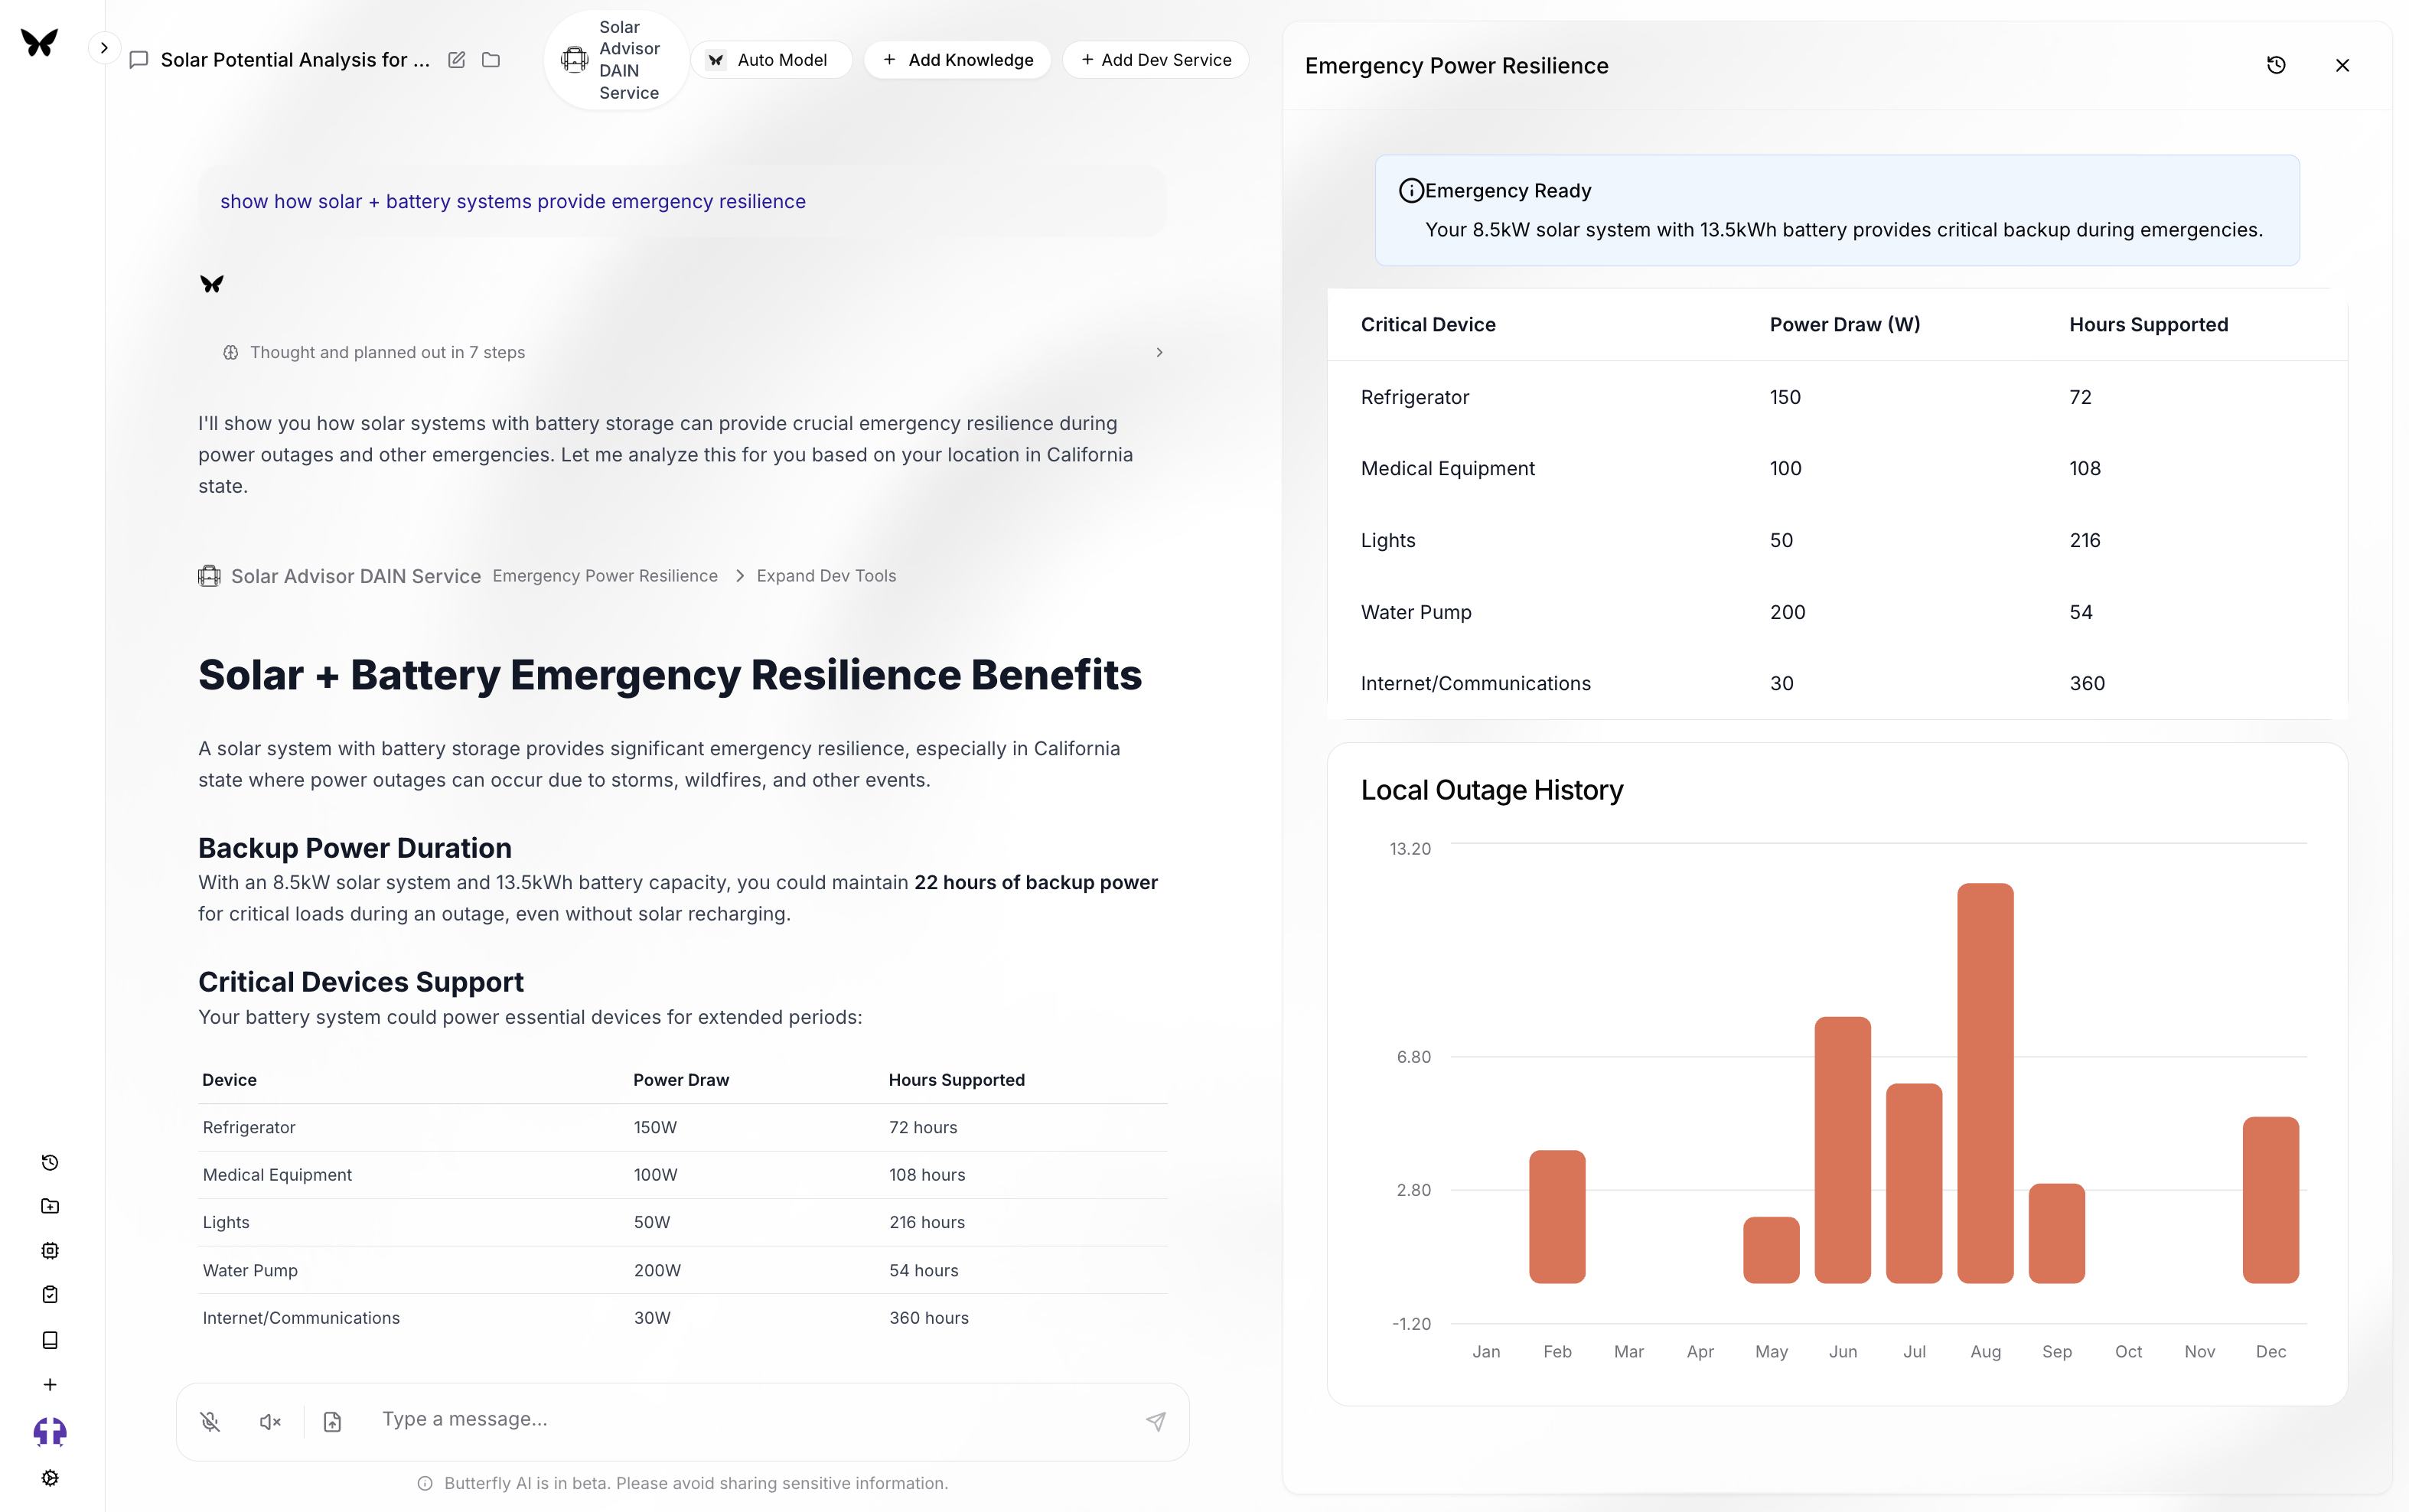 Solar Potential Analysis for ...
Solar
Advisor
DAIN
Service
Auto Model
+ Add Knowledge
+ Add Dev Service
show how solar + battery systems provide emergency resilience
Thought and planned out in 7 steps
I'll show you how solar systems with battery storage can provide crucial emergency resilience during
power outages and other emergencies. Let me analyze this for you based on your location in California
state.
Solar Advisor DAIN Service Emergency Power Resilience > Expand Dev Tools
Solar + Battery Emergency Resilience Benefits
A solar system with battery storage provides significant emergency resilience, especially in California
state where power outages can occur due to storms, wildfires, and other events.
Backup Power Duration
With an 8.5kW solar system and 13.5kWh battery capacity, you could maintain 22 hours of backup power
for critical loads during an outage, even without solar recharging.
Critical Devices Support
Your battery system could power essential devices for extended periods:
Device Power Draw Hours Supported
Refrigerator 150W 72 hours
Medical Equipment 100W 108 hours
Lights 50W 216 hours
Water Pump 200W 54 hours
Internet/Communications 30W 360 hours
Type a message...
Butterfly AI is in beta. Please avoid sharing sensitive information.
Emergency Power Resilience
Emergency Ready
Your 8.5kW solar system with 13.5kWh battery provides critical backup during emergencies.
Critical Device Power Draw (W) Hours Supported
Refrigerator 150 72
Medical Equipment 100 108
Lights 50 216
Water Pump 200 54
Internet/Communications 30 360
Local Outage History
13.20
6.80
2.80
-1.20
Jan Feb Mar Apr May Jun Jul Aug Sep Oct Nov Dec